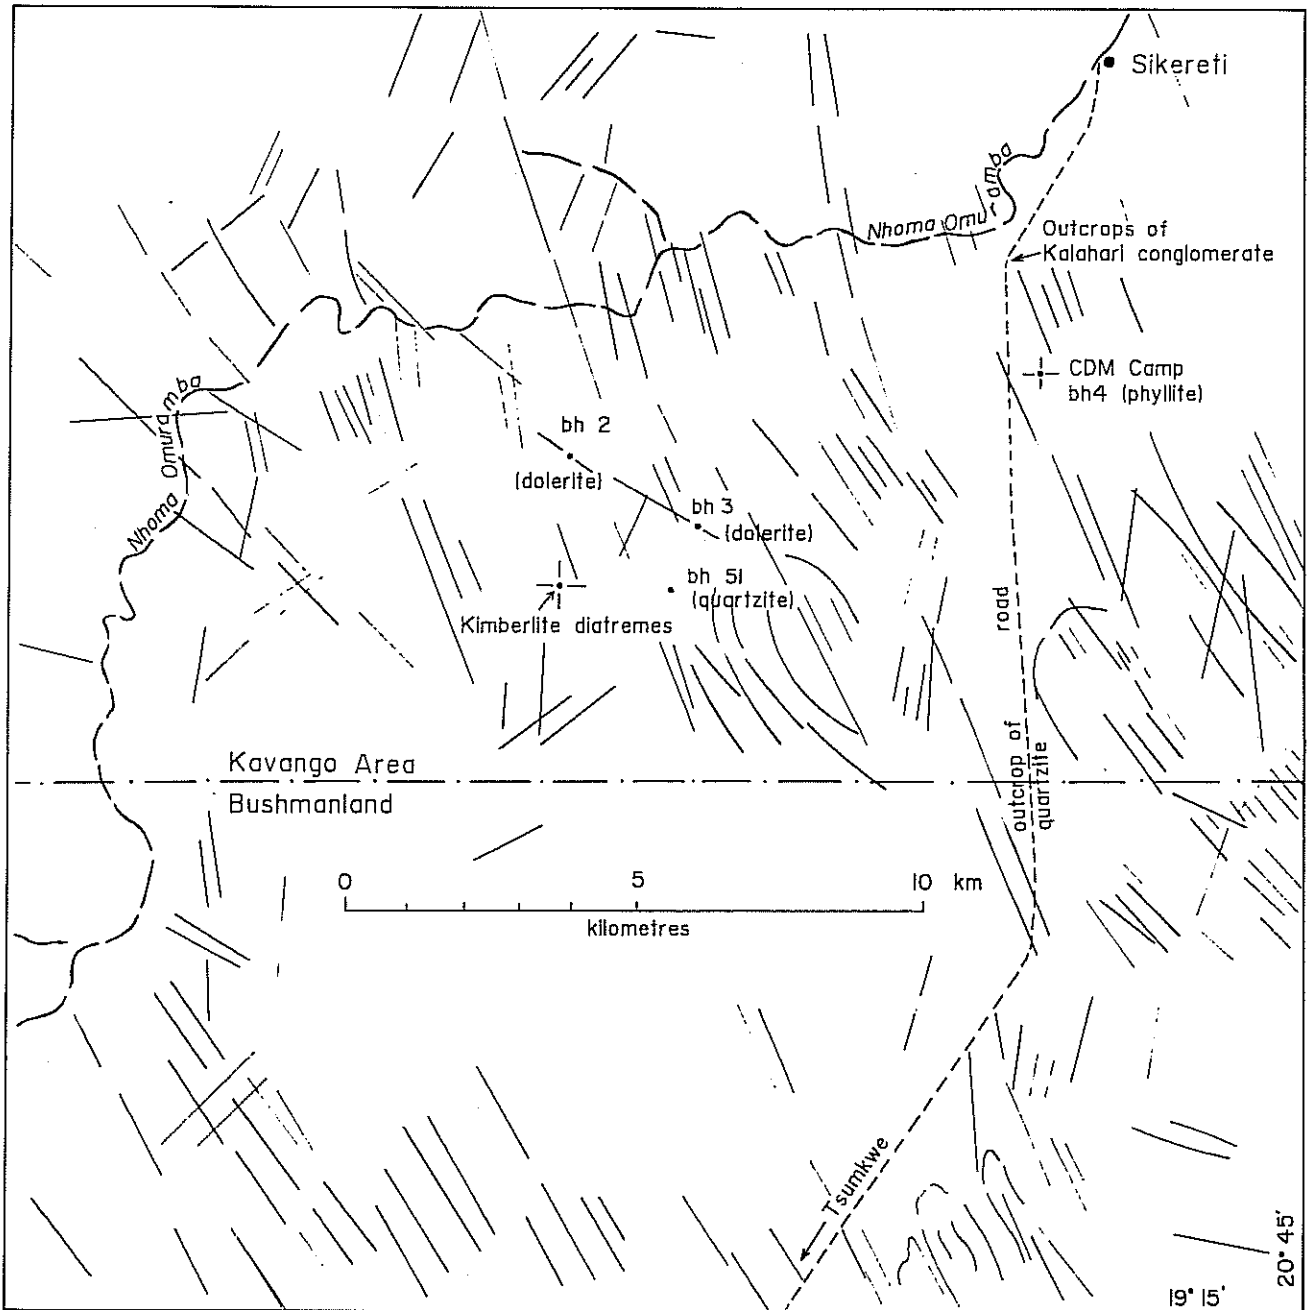 Sikereti
Nhoma Omuramba
Outcrops of
Kalahari conglomerate
CDM Camp
bh4 (phyllite)
Nhoma Omuramba
bh 2
(dolerite)
bh 3
(dolerite)
bh 51
(quartzite)
Kimberlite diatremes
road
outcrop of
quartzite
Kavango Area
Bushmanland
0 5 10 km
kilometres
Tsumkwe
20° 45'
19° 15'